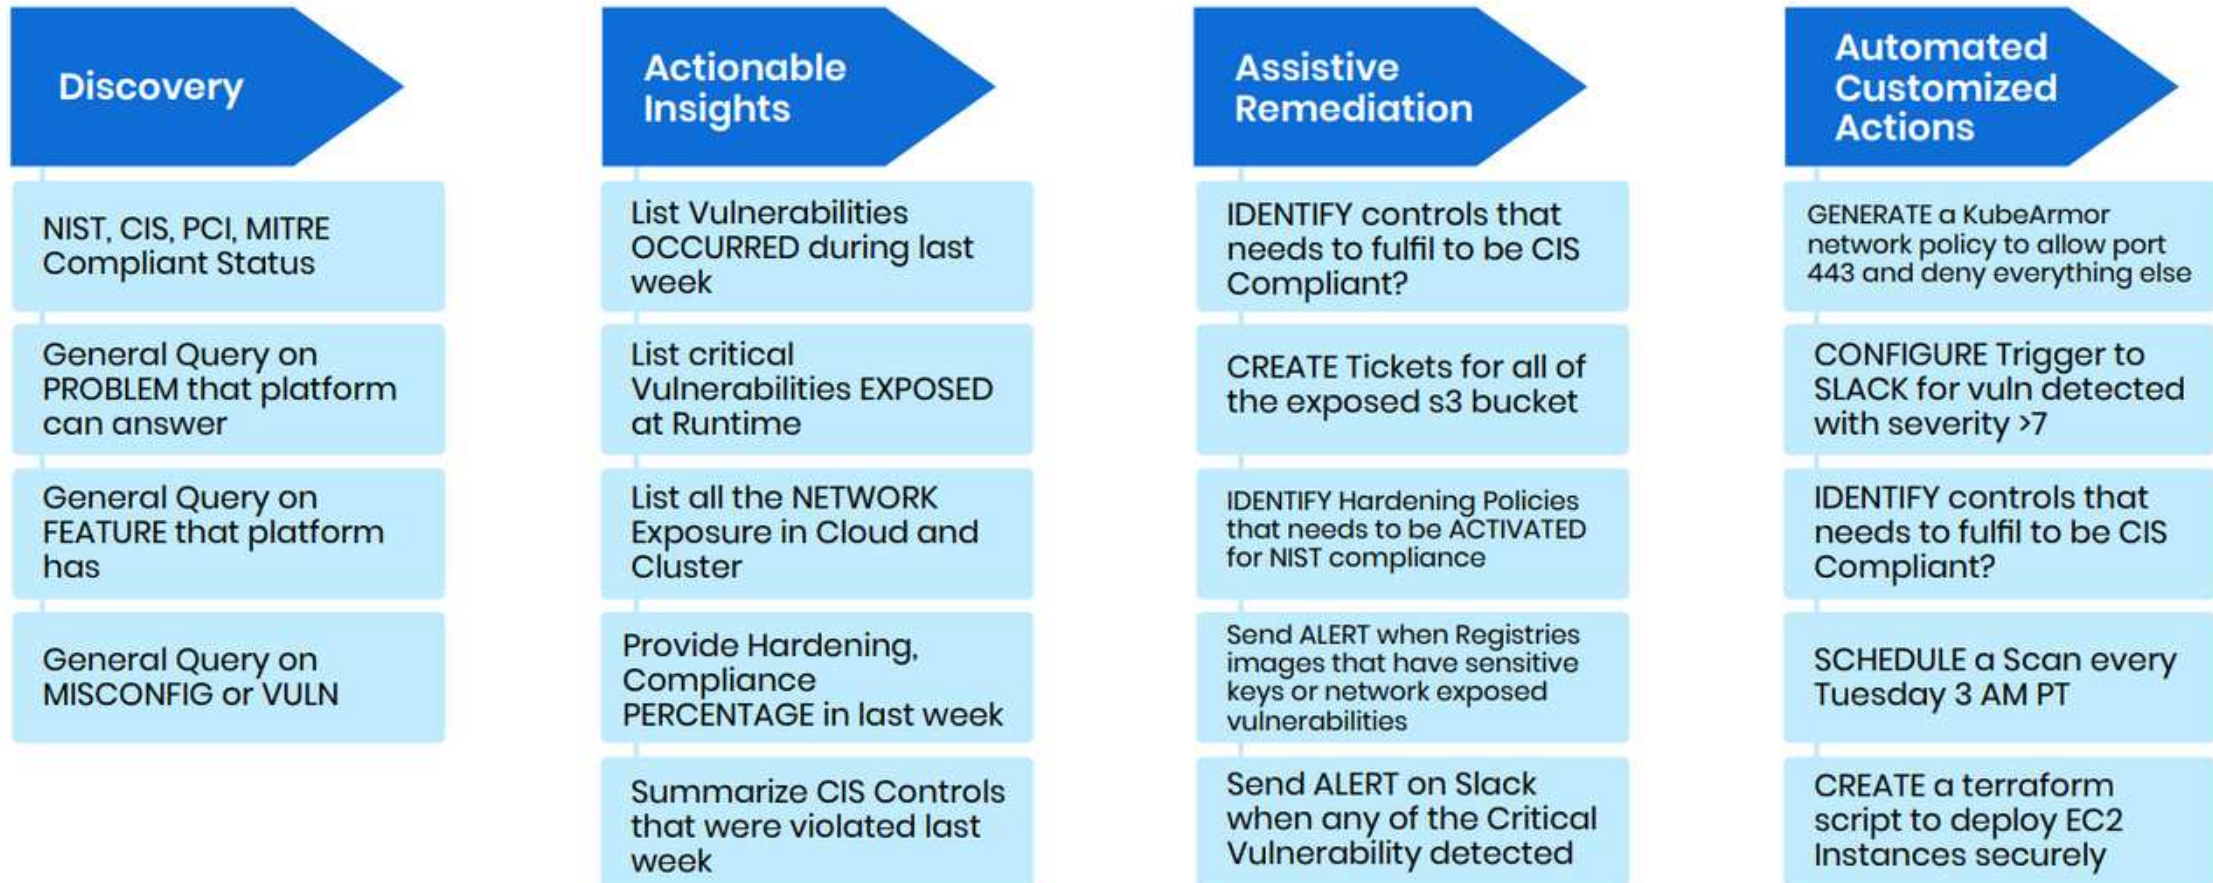 Discovery
NIST, CIS, PCI, MITRE
Compliant Status
General Query on
PROBLEM that platform
can answer
General Query on
FEATURE that platform
has
General Query on
MISCONFIG or VULN
Actionable
Insights
List Vulnerabilities
OCCURRED during last
week
List critical
Vulnerabilities EXPOSED
at Runtime
List all the NETWORK
Exposure in Cloud and
Cluster
Provide Hardening,
Compliance
PERCENTAGE in last week
Summarize CIS Controls
that were violated last
week
Assistive
Remediation
IDENTIFY controls that
needs to fulfil to be CIS
Compliant?
CREATE Tickets for all of
the exposed s3 bucket
IDENTIFY Hardening Policies
that needs to be ACTIVATED
for NIST compliance
Send ALERT when Registries
images that have sensitive
keys or network exposed
vulnerabilities
Send ALERT on Slack
when any of the Critical
Vulnerability detected
Automated
Customized
Actions
GENERATE a KubeArmor
network policy to allow port
443 and deny everything else
CONFIGURE Trigger to
SLACK for vuln detected
with severity >7
IDENTIFY controls that
needs to fulfil to be CIS
Compliant?
SCHEDULE a Scan every
Tuesday 3 AM PT
CREATE a terraform
script to deploy EC2
Instances securely